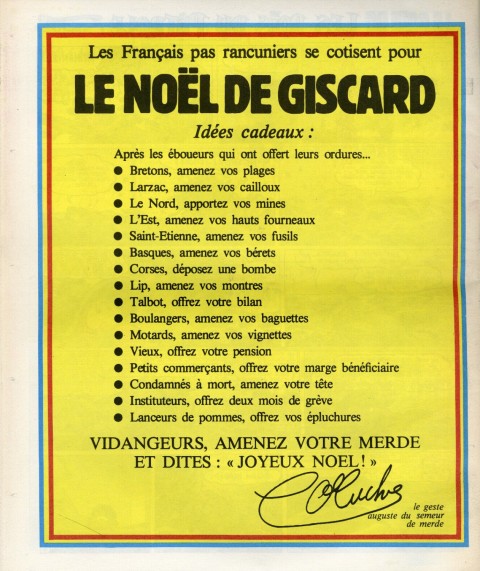 Les Français pas rancuniers se cotisent pour
LE NOËL DE GISCARD
Idées cadeaux :
Après les éboueurs qui ont offert leurs ordures...
● Bretons, amenez vos plages
● Larzac, amenez vos cailloux
● Le Nord, apportez vos mines
● L'Est, amenez vos hauts fourneaux
● Saint-Etienne, amenez vos fusils
● Basques, amenez vos bérets
● Corses, déposez une bombe
● Lip, amenez vos montres
● Talbot, offrez votre bilan
● Boulangers, amenez vos baguettes
● Motards, amenez vos vignettes
● Vieux, offrez votre pension
● Petits commerçants, offrez votre marge bénéficiaire
● Condamnés à mort, amenez votre tête
● Instituteurs, offrez deux mois de grève
● Lanceurs de pommes, offrez vos épluchures
VIDANGEURS, AMENEZ VOTRE MERDE
ET DITES : « JOYEUX NOEL ! »
Coluche
le geste
auguste du semeur
de merde